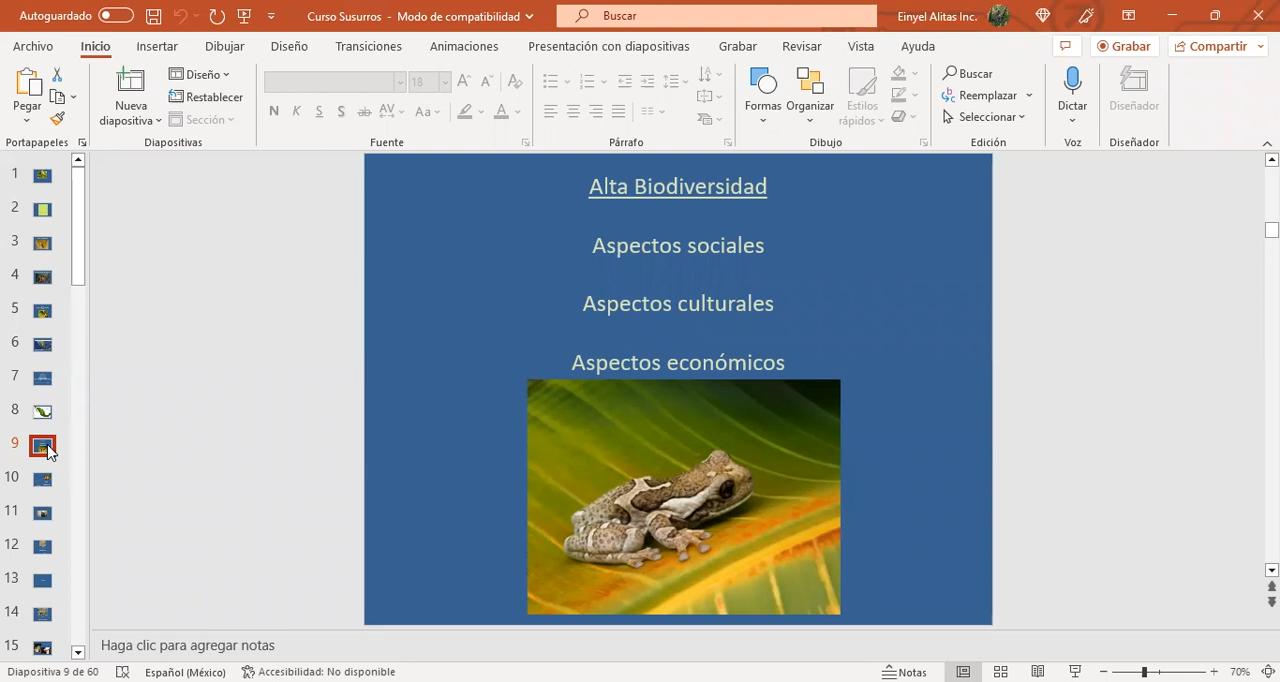 Autoguardado
Curso Susurros - Modo de compatibilidad
Buscar
Einyel Alitas Inc.
Archivo Inicio Insertar Dibujar Diseño Transiciones Animaciones Presentación con diapositivas Grabar Revisar Vista Ayuda
Grabar
Compartir
Pegar
Portapapeles
Nueva diapositiva
Diseño
Restablecer
Sección
Diapositivas
18
N K S S ab AV Aa A
Fuente
Párrafo
Formas
Organizar
Estilos rápidos
Dibujo
Buscar
Reemplazar
Seleccionar
Edición
Dictar
Voz
Diseñador
Diseñador
1
2
3
4
5
6
7
8
9
10
11
12
13
14
15
Alta Biodiversidad
Aspectos sociales
Aspectos culturales
Aspectos económicos
Haga clic para agregar notas
Diapositiva 9 de 60 Español (México) Accesibilidad: No disponible Notas 70%